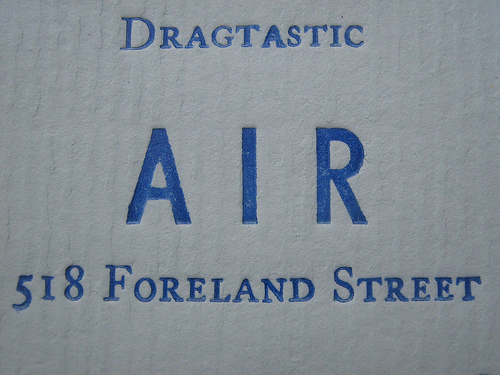 Dragtastic
AIR
518 Foreland Street